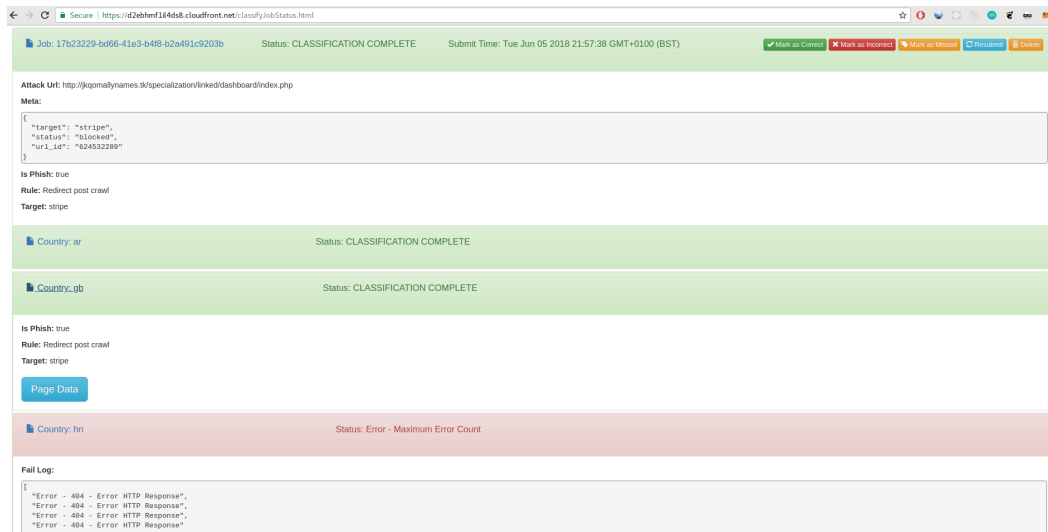 Secure | https://d2ebhmf1il4ds8.cloudfront.net/classifyJobStatus.html
Job: 17b23229-bd66-41e3-b4f8-b2a491c9203b Status: CLASSIFICATION COMPLETE Submit Time: Tue Jun 05 2018 21:57:38 GMT+0100 (BST) Mark as Correct Mark as Incorrect Mark as Missed Resubmit Delete
Attack Url: http://jkqomallynames.tk/specialization/linked/dashboard/index.php
Meta:
{
"target": "stripe",
"status": "blocked",
"url_id": "624532289"
}
Is Phish: true
Rule: Redirect post crawl
Target: stripe
Country: ar Status: CLASSIFICATION COMPLETE
Country: gb Status: CLASSIFICATION COMPLETE
Is Phish: true
Rule: Redirect post crawl
Target: stripe
Page Data
Country: hn Status: Error - Maximum Error Count
Fail Log:
[
"Error - 404 - Error HTTP Response",
"Error - 404 - Error HTTP Response",
"Error - 404 - Error HTTP Response",
"Error - 404 - Error HTTP Response"